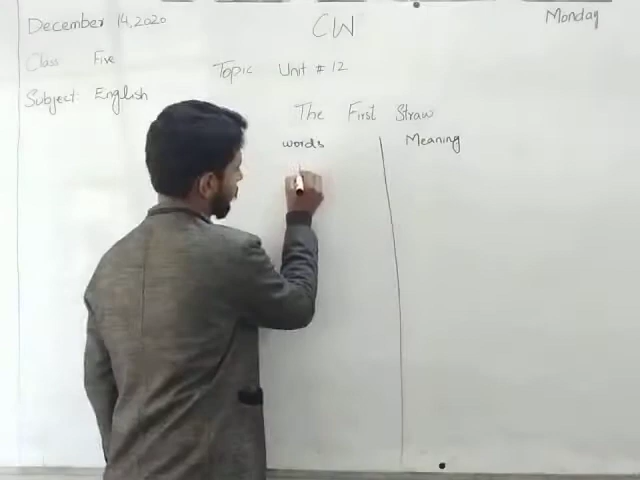 December 14, 2020 CW Monday
Class Five
Topic Unit # 12
Subject: English
The First Straw
words Meaning